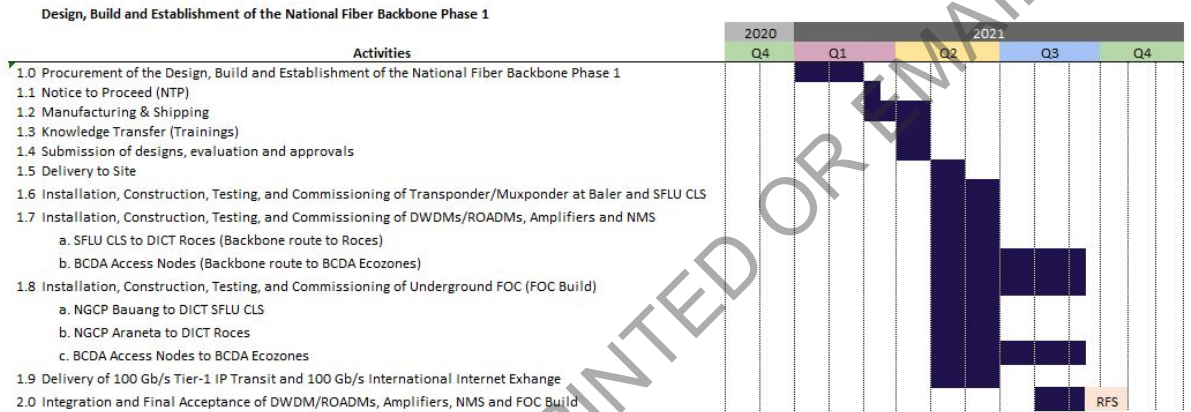 Design, Build and Establishment of the National Fiber Backbone Phase 1
2020 2021
Activities Q4 Q1 Q2 Q3 Q4
1.0 Procurement of the Design, Build and Establishment of the National Fiber Backbone Phase 1
1.1 Notice to Proceed (NTP)
1.2 Manufacturing & Shipping
1.3 Knowledge Transfer (Trainings)
1.4 Submission of designs, evaluation and approvals
1.5 Delivery to Site
1.6 Installation, Construction, Testing, and Commissioning of Transponder/Muxponder at Baler and SFLU CLS
1.7 Installation, Construction, Testing, and Commissioning of DWDMs/ROADMs, Amplifiers and NMS
a. SFLU CLS to DICT Roces (Backbone route to Roces)
b. BCDA Access Nodes (Backbone route to BCDA Ecozones)
1.8 Installation, Construction, Testing, and Commissioning of Underground FOC (FOC Build)
a. NGCP Bauang to DICT SFLU CLS
b. NGCP Araneta to DICT Roces
c. BCDA Access Nodes to BCDA Ecozones
1.9 Delivery of 100 Gb/s Tier-1 IP Transit and 100 Gb/s International Internet Exhange
2.0 Integration and Final Acceptance of DWDM/ROADMs, Amplifiers, NMS and FOC Build RFS
INTED OR EMAI